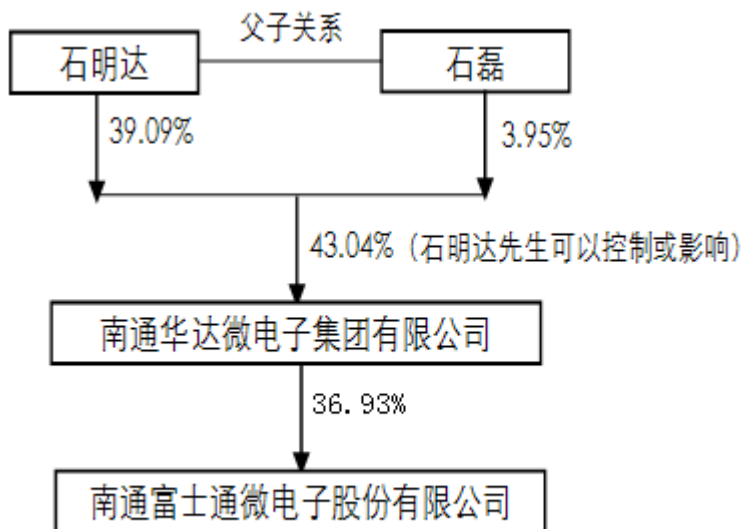 父子关系
石明达
石磊
39.09%
3.95%
43.04%（石明达先生可以控制或影响）
南通华达微电子集团有限公司
36.93%
南通富士通微电子股份有限公司